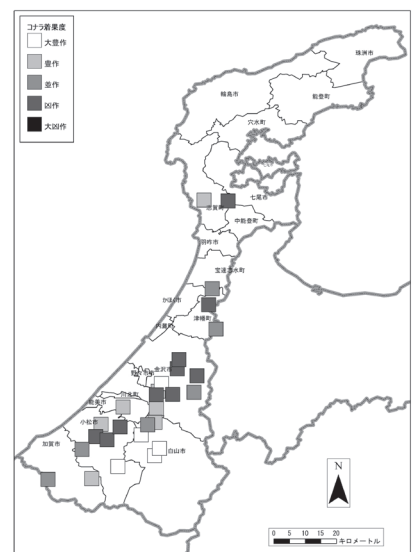 コナラ着果度
大豊作
豊作
並作
凶作
大凶作
珠洲市
輪島市
能登町
穴水町
七尾市
志賀町
中能登町
羽咋市
宝達志水町
かほく市
津幡町
内灘町
金沢市
野々市市
川北町
能美市
小松市
加賀市
白山市
N
0 5 10 15 20
キロメートル